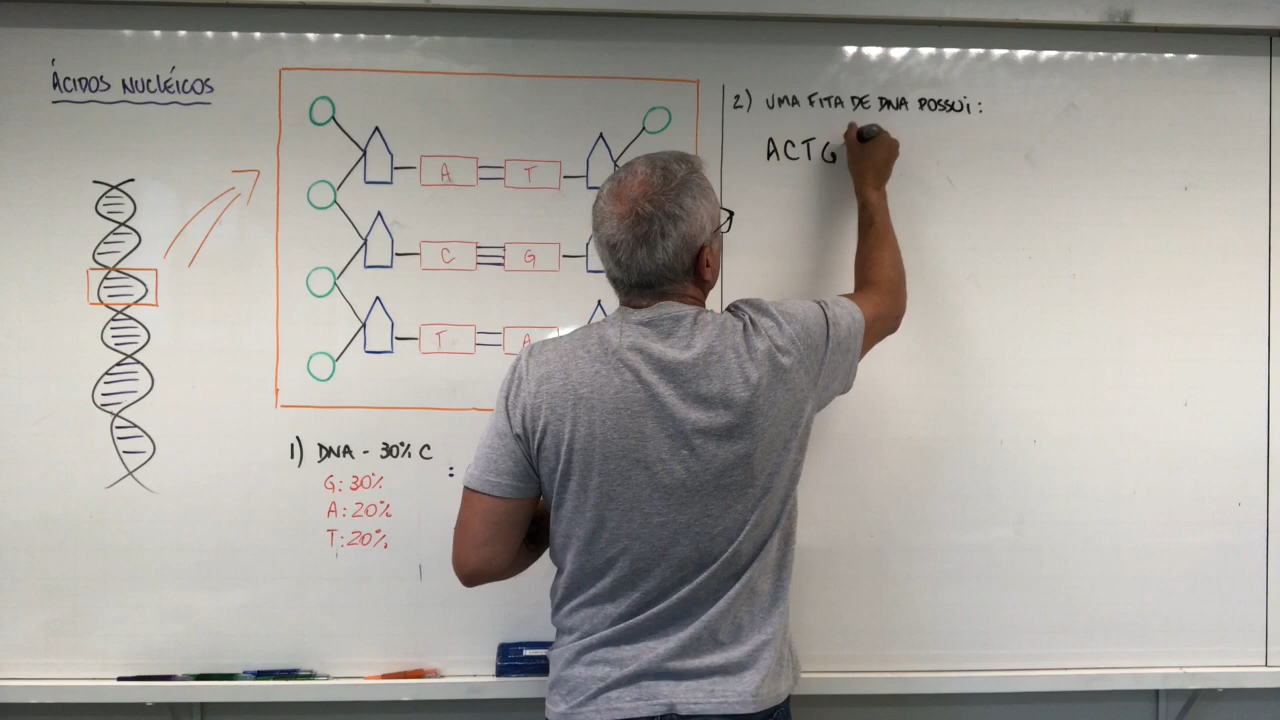 ÁCIDOS NUCLÉICOS
A T
C G
T A
1) DNA - 30% C
G: 30%
A: 20%
T: 20%
2) UMA FITA DE DNA POSSUI:
ACTG